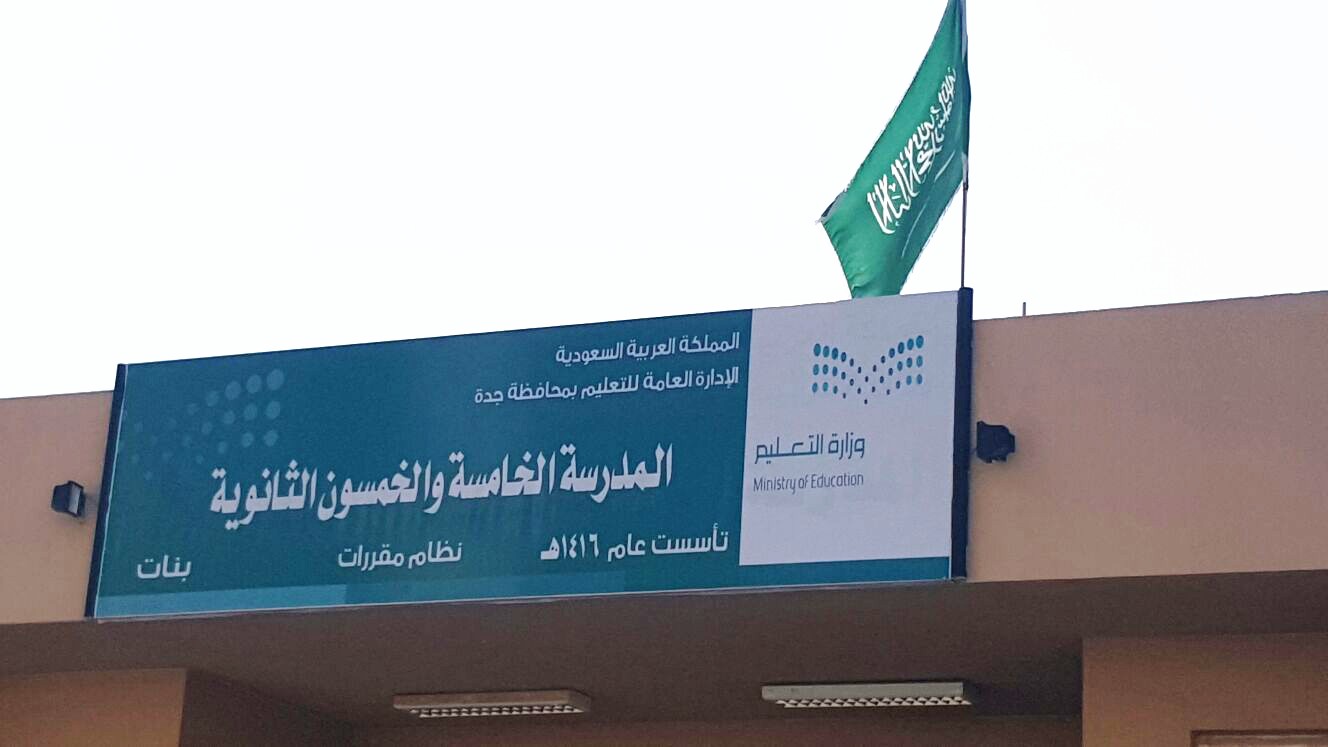 المملكة العربية السعودية
الإدارة العامة للتعليم بمحافظة جدة
المدرسة الخامسة والخمسون الثانوية
تأسست عام ١٤١٦هـ نظام مقررات بنات
وزارة التعليم
Ministry of Education